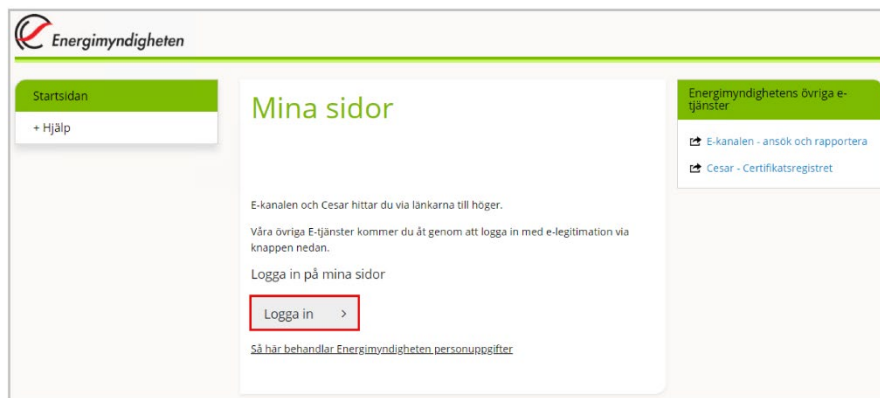 Energimyndigheten
Startsidan
+ Hjälp
Mina sidor
E-kanalen och Cesar hittar du via länkarna till höger.
Våra övriga E-tjänster kommer du åt genom att logga in med e-legitimation via
knappen nedan.
Logga in på mina sidor
Logga in >
Så här behandlar Energimyndigheten personuppgifter
Energimyndighetens övriga e-
tjänster
E-kanalen - ansök och rapportera
Cesar - Certifikatsregistret